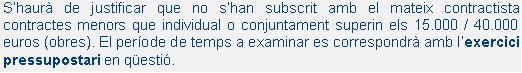 S'haurà de justificar que no s'han subscrit amb el mateix contractista
contractes menors que individual o conjuntament superin els 15.000 / 40.000
euros (obres). El període de temps a examinar es correspondrà amb l'exercici
pressupostari en qüestió.